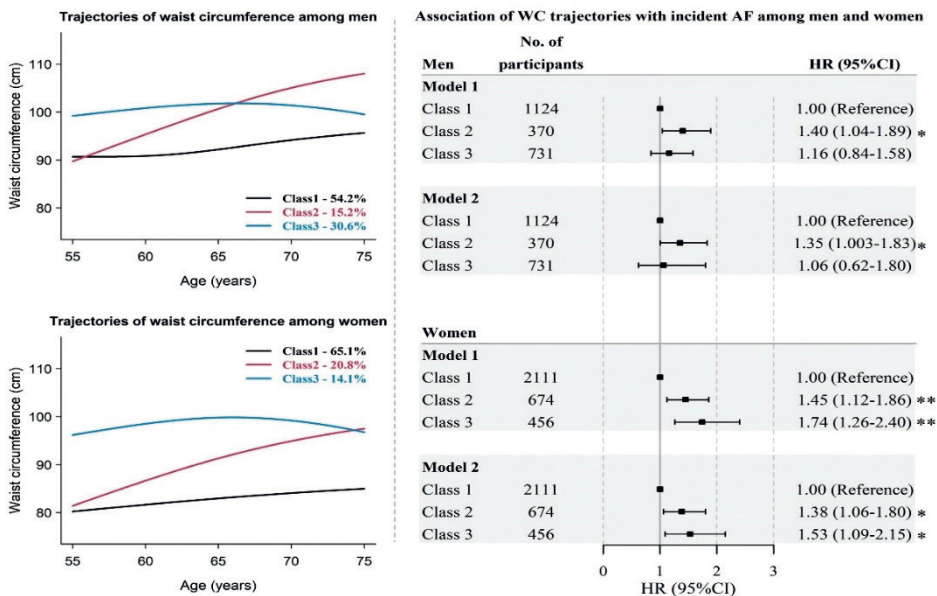 Trajectories of waist circumference among men
Waist circumference (cm)
110
100
90
80
Class1 - 54.2%
Class2 - 15.2%
Class3 - 30.6%
55 60 65 70 75
Age (years)
Trajectories of waist circumference among women
Waist circumference (cm)
110
100
90
80
Class1 - 65.1%
Class2 - 20.8%
Class3 - 14.1%
55 60 65 70 75
Age (years)
Association of WC trajectories with incident AF among men and women
No. of
Men participants HR (95%CI)
Model 1
Class 1 1124 1.00 (Reference)
Class 2 370 1.40 (1.04-1.89) *
Class 3 731 1.16 (0.84-1.58)
Model 2
Class 1 1124 1.00 (Reference)
Class 2 370 1.35 (1.003-1.83) *
Class 3 731 1.06 (0.62-1.80)
Women
Model 1
Class 1 2111 1.00 (Reference)
Class 2 674 1.45 (1.12-1.86) **
Class 3 456 1.74 (1.26-2.40) **
Model 2
Class 1 2111 1.00 (Reference)
Class 2 674 1.38 (1.06-1.80) *
Class 3 456 1.53 (1.09-2.15) *
0 1 2 3
HR (95%CI)